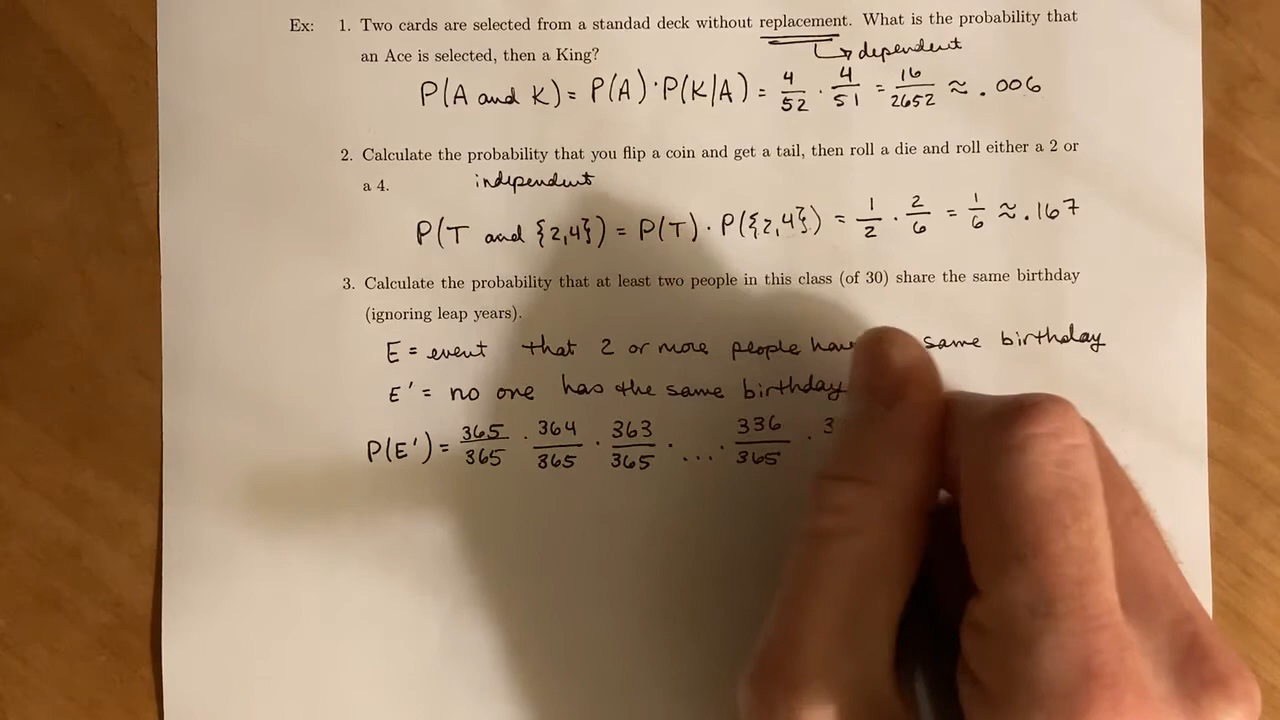 Ex: 1. Two cards are selected from a standad deck without replacement. What is the probability that
an Ace is selected, then a King?
↳ dependent
P(A and K) = P(A) · P(K|A) = 4/52 · 4/51 = 16/2652 ≈ .006
2. Calculate the probability that you flip a coin and get a tail, then roll a die and roll either a 2 or
a 4.
independent
P(T and {2,4}) = P(T) · P({2,4}) = 1/2 · 2/6 = 1/6 ≈ .167
3. Calculate the probability that at least two people in this class (of 30) share the same birthday
(ignoring leap years).
E = event that 2 or more people same birthday
E' = no one has the same birthday
P(E') = 365/365 · 364/365 · 363/365 · ... · 336/365 · 3